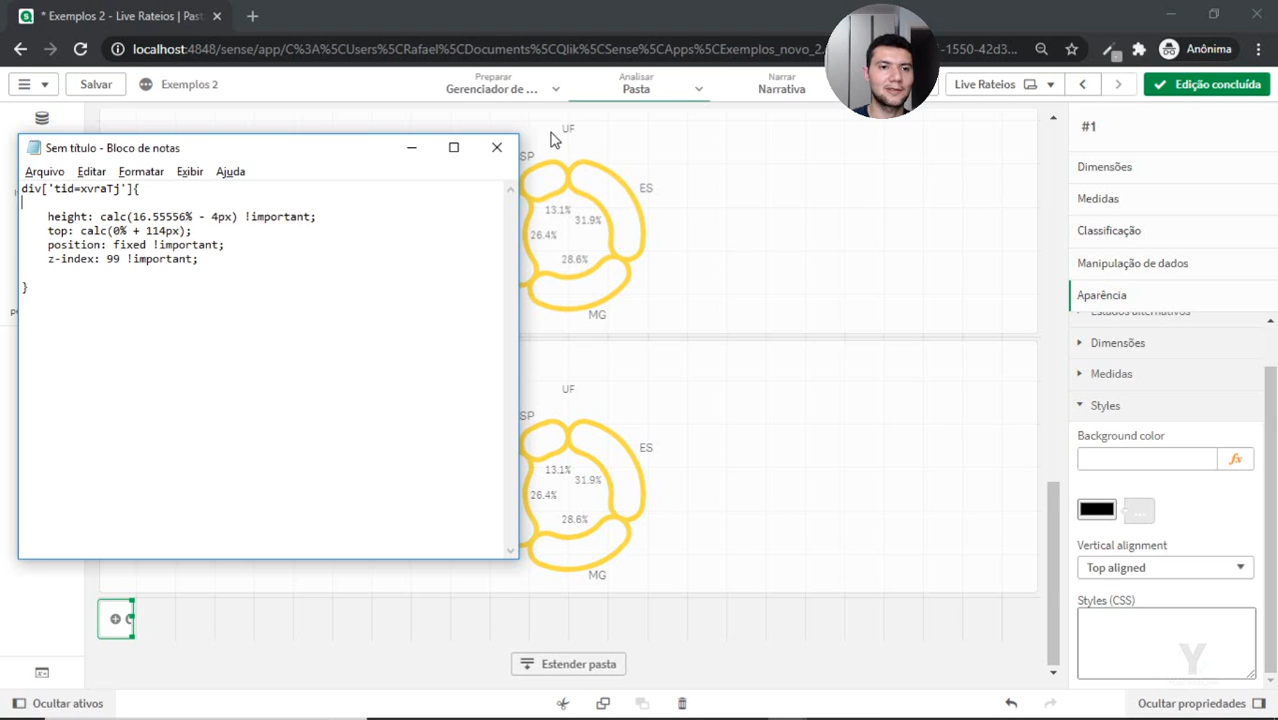 * Exemplos 2 - Live Rateios | Past
localhost:4848/sense/app/C%3A%5CUsers%5CRafael%5CDocuments%5CQlik%5CSense%5CApps%5CExemplos_novo_2.
-1550-42d3...
Anônima
Salvar
Exemplos 2
Preparar
Gerenciador de ...
Analisar
Pasta
Narrar
Narrativa
Live Rateios
Edição concluída
Sem título - Bloco de notas
Arquivo Editar Formatar Exibir Ajuda
div['tid=xvraTj']{
height: calc(16.55556% - 4px) !important;
top: calc(0% + 114px);
position: fixed !important;
z-index: 99 !important;
}
UF
SP
ES
13.1%
31.9%
26.4%
28.6%
MG
UF
SP
ES
13.1%
31.9%
26.4%
28.6%
MG
Estender pasta
Ocultar ativos
#1
Dimensões
Medidas
Classificação
Manipulação de dados
Aparência
Estados alternativos
Dimensões
Medidas
Styles
Background color
...
Vertical alignment
Top aligned
Styles (CSS)
Y
Ocultar propriedades